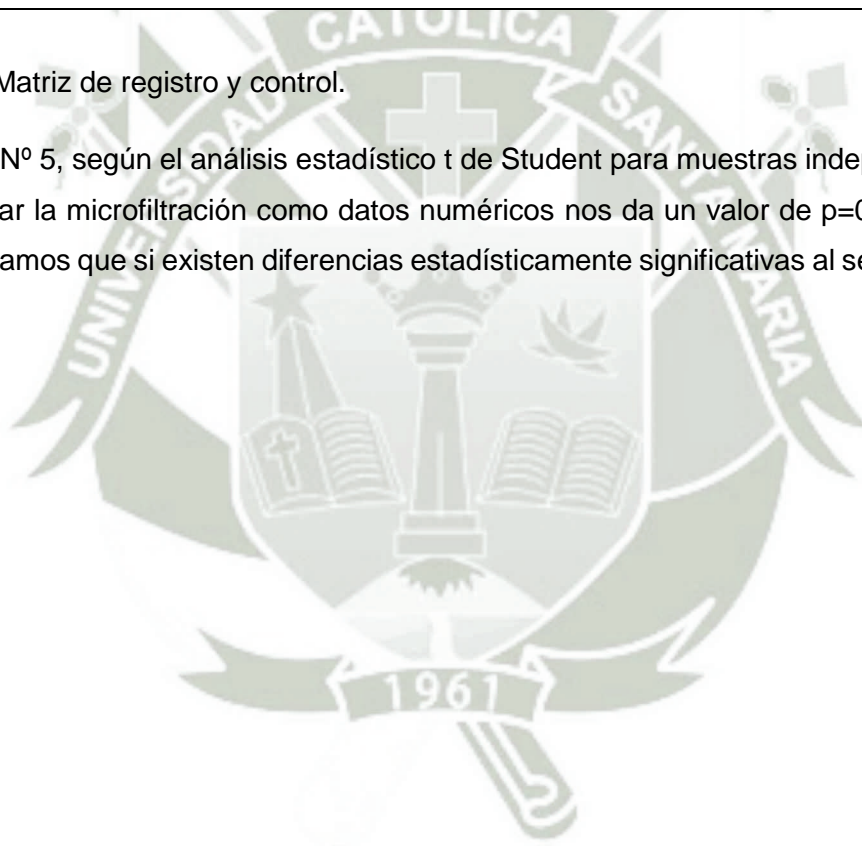 Matriz de registro y control.
Nº 5, según el análisis estadístico t de Student para muestras inde
ar la microfiltración como datos numéricos nos da un valor de p=0
amos que si existen diferencias estadísticamente significativas al se
UNIVERSIDAD CATOLICA SANTA MARIA
1961